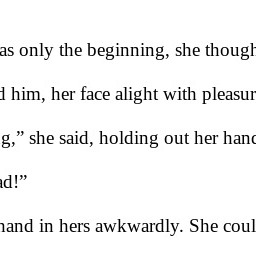 as only the beginning, she though
d him, her face alight with pleasur
g,” she said, holding out her hand
ad!”
hand in hers awkwardly. She coul